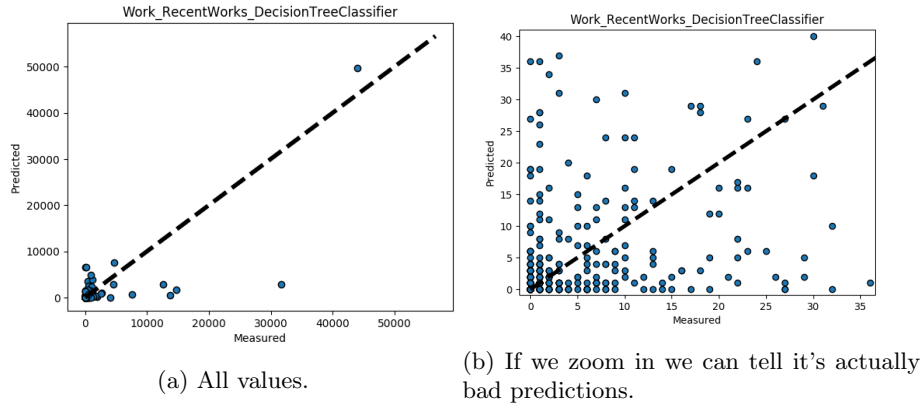 Work_RecentWorks_DecisionTreeClassifier
50000
40000
30000
20000
10000
0
Predicted
0 10000 20000 30000 40000 50000
Measured
(a) All values.
Work_RecentWorks_DecisionTreeClassifier
40
35
30
25
20
15
10
5
0
Predicted
0 5 10 15 20 25 30 35
Measured
(b) If we zoom in we can tell it's actually
bad predictions.